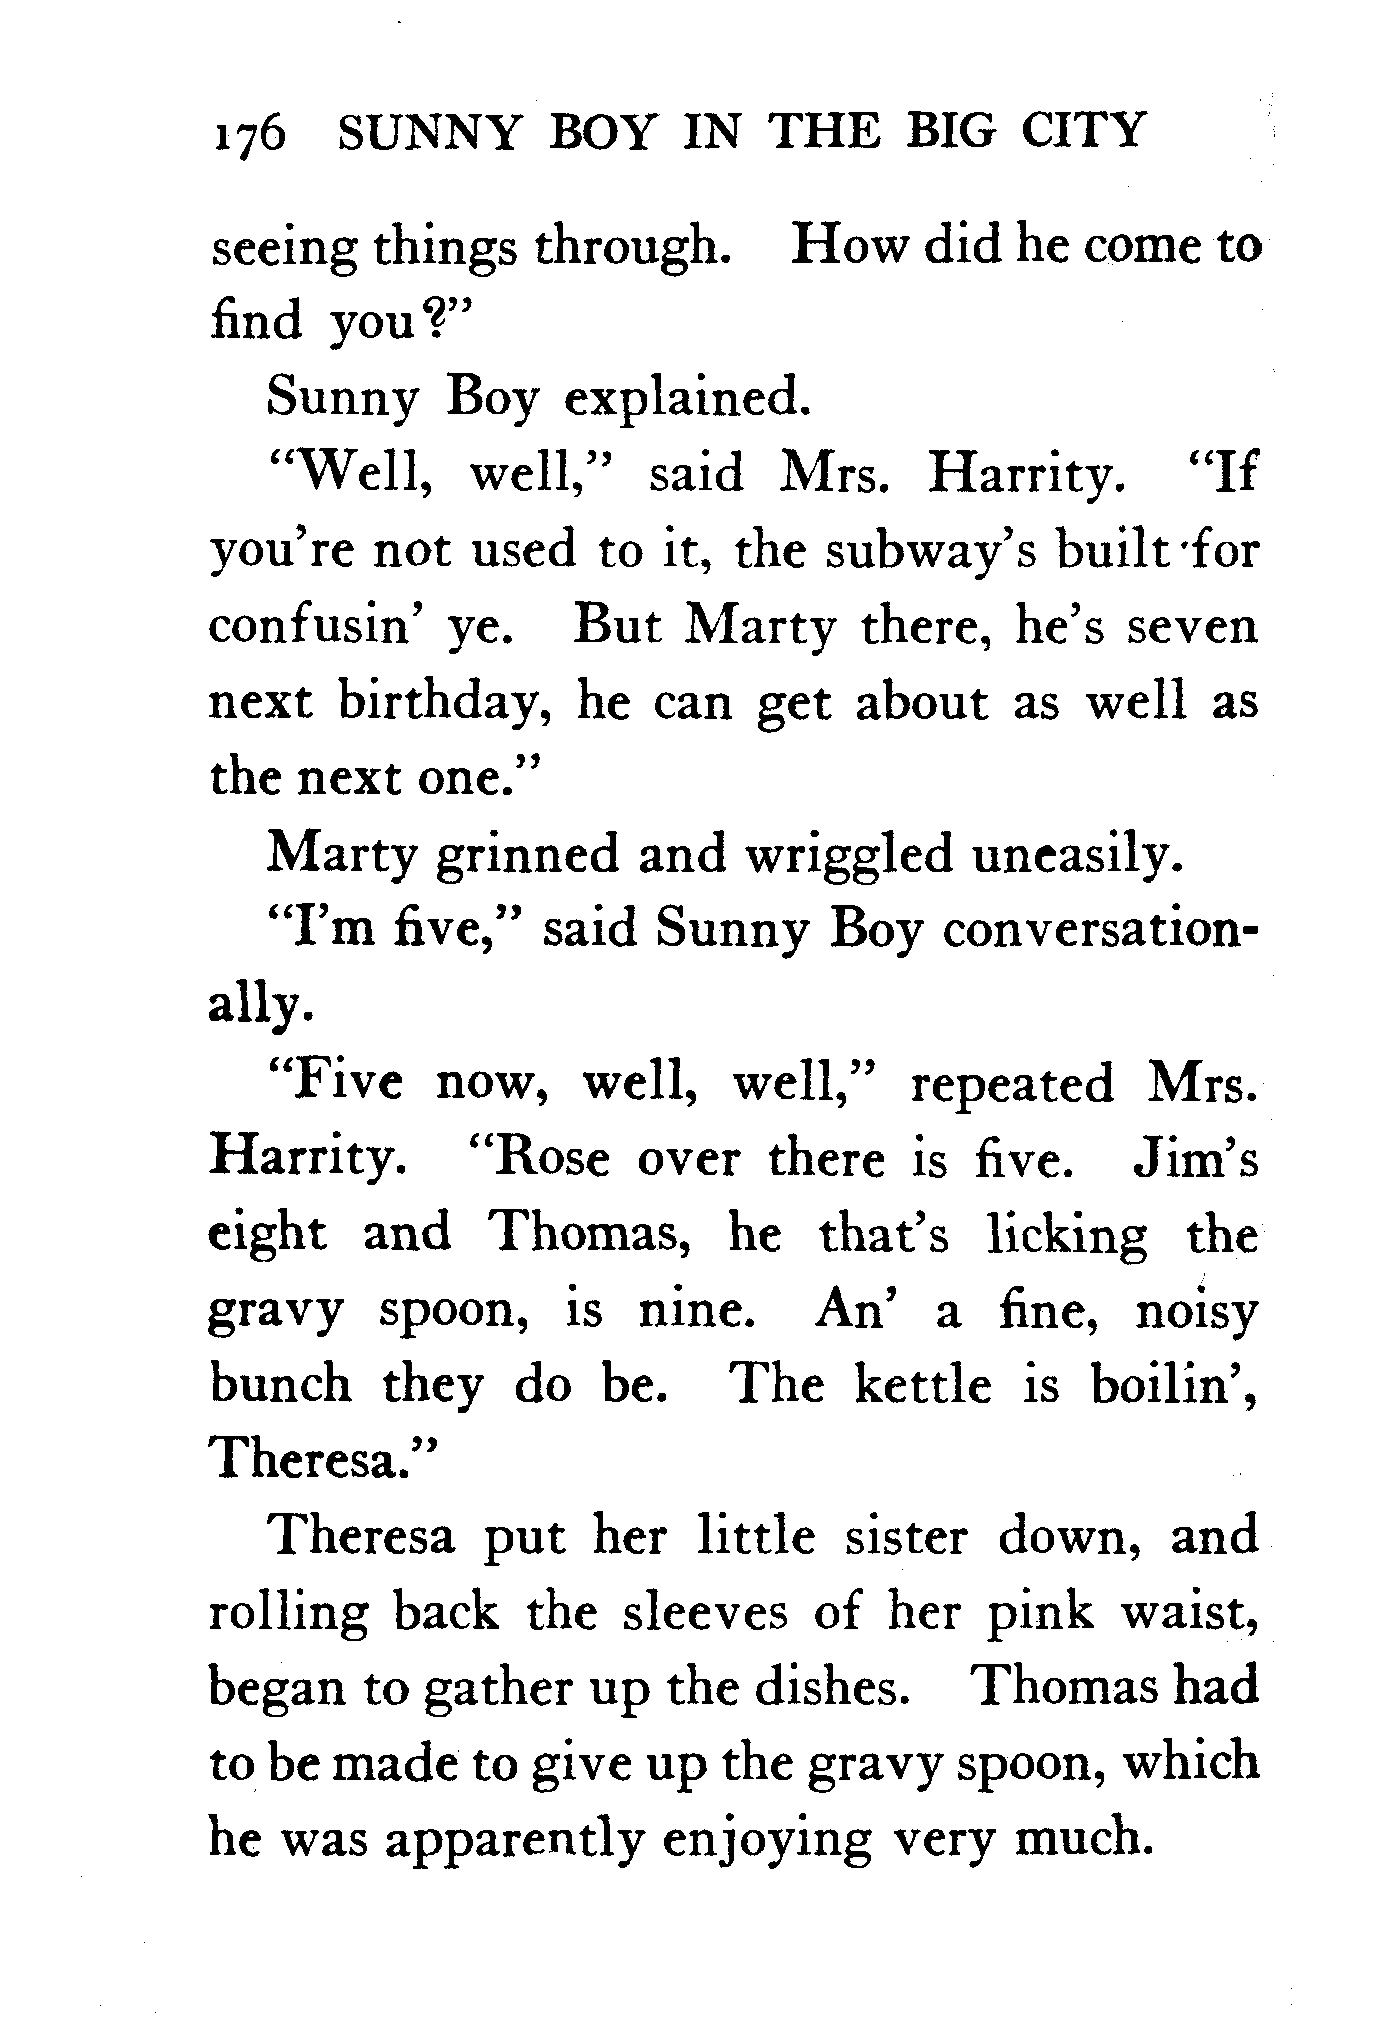 176 SUNNY BOY IN THE BIG CITY
seeing things through. How did he come to
find you?”
Sunny Boy explained.
“Well, well,” said Mrs. Harrity. “If
you’re not used to it, the subway’s built for
confusin’ ye. But Marty there, he’s seven
next birthday, he can get about as well as
the next one.”
Marty grinned and wriggled uneasily.
“I’m five,” said Sunny Boy conversation-
ally.
“Five now, well, well,” repeated Mrs.
Harrity. “Rose over there is five. Jim’s
eight and Thomas, he that’s licking the
gravy spoon, is nine. An’ a fine, noisy
bunch they do be. The kettle is boilin’,
Theresa.”
Theresa put her little sister down, and
rolling back the sleeves of her pink waist,
began to gather up the dishes. Thomas had
to be made to give up the gravy spoon, which
he was apparently enjoying very much.